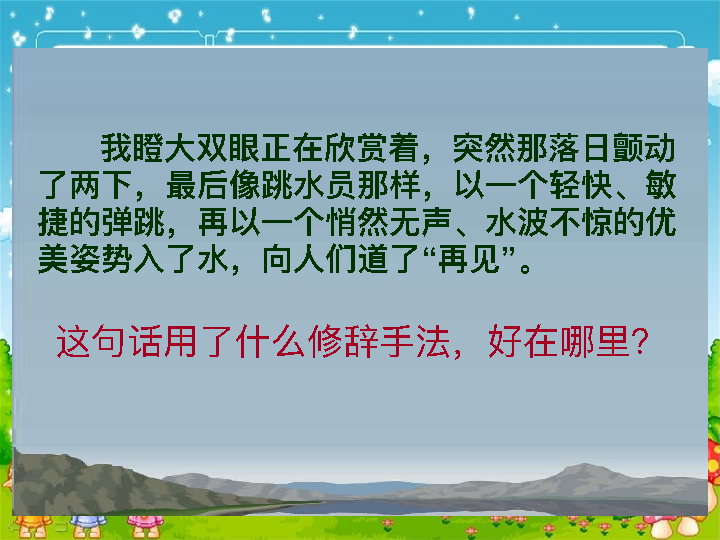 我瞪大双眼正在欣赏着，突然那落日颤动
了两下，最后像跳水员那样，以一个轻快、敏
捷的弹跳，再以一个悄然无声、水波不惊的优
美姿势入了水，向人们道了“再见”。
这句话用了什么修辞手法，好在哪里？